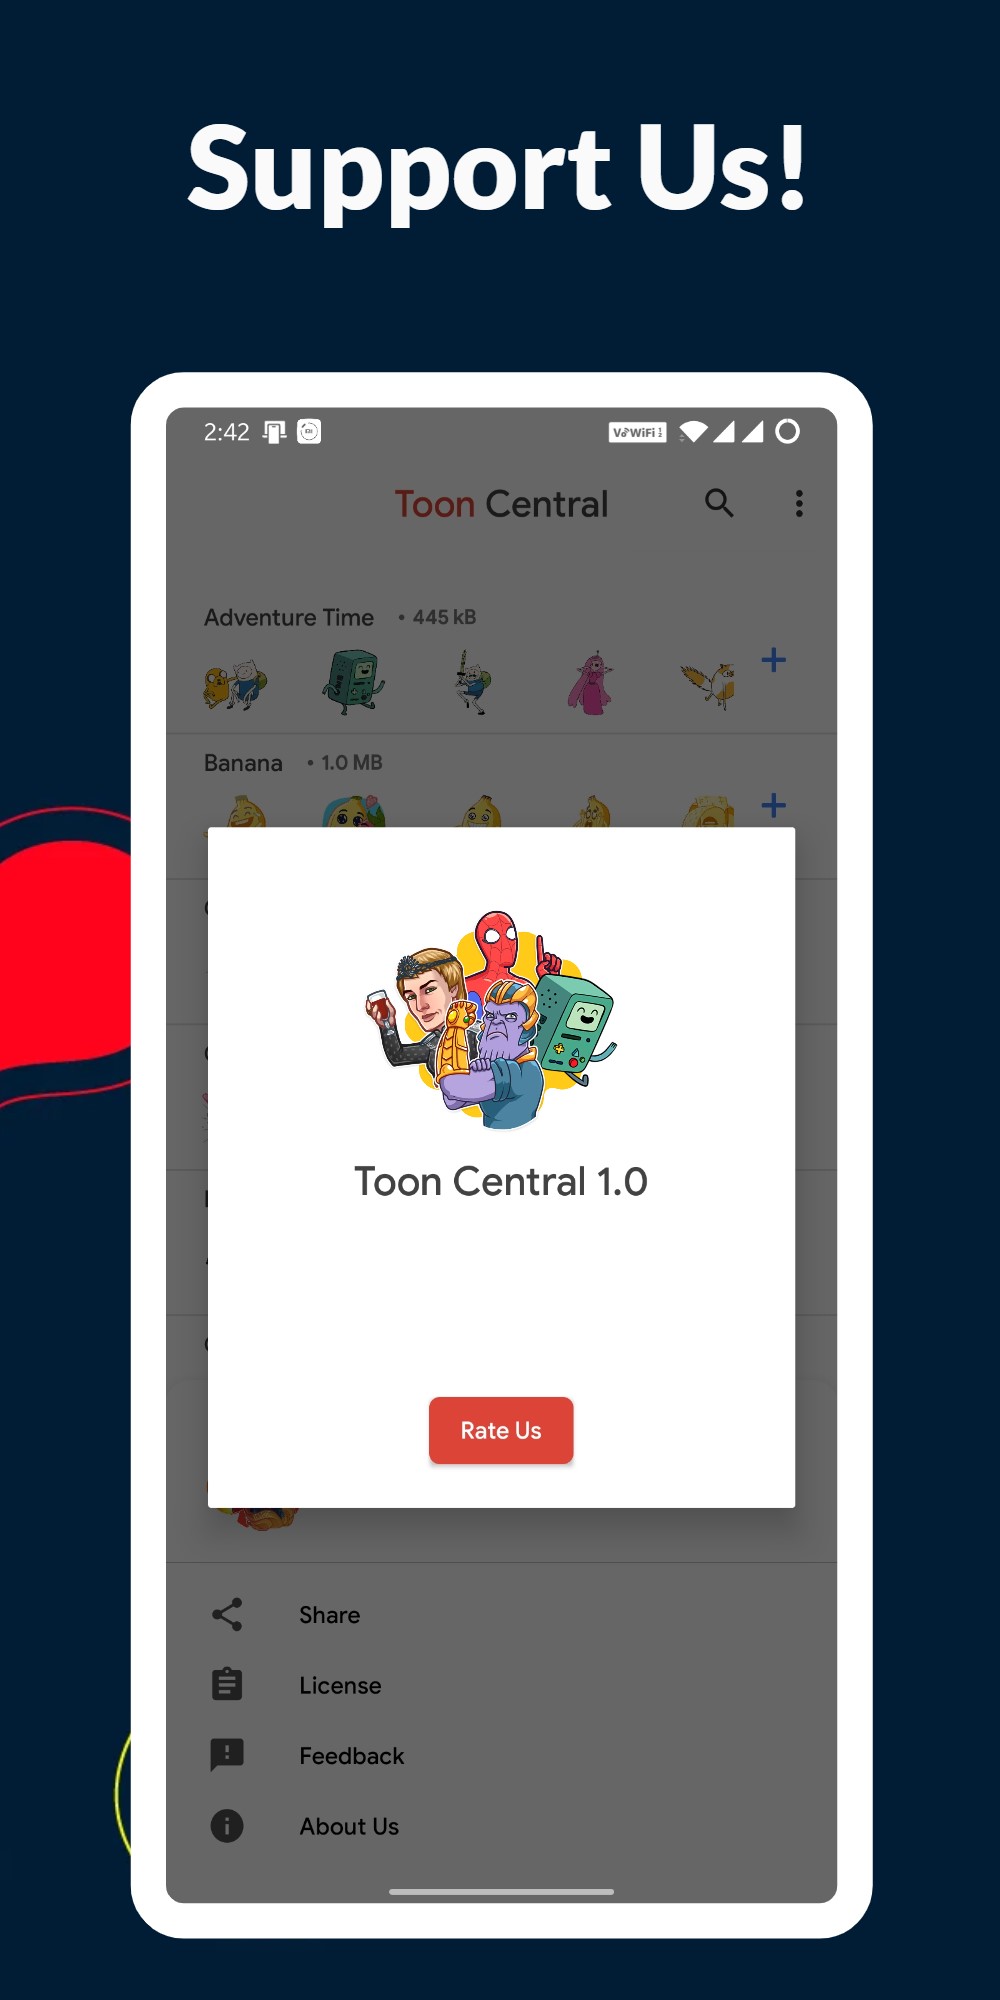 Support Us!
2:42
VoWiFi
Toon Central
Adventure Time • 445 kB
Banana • 1.0 MB
Toon Central 1.0
Rate Us
Share
License
Feedback
About Us